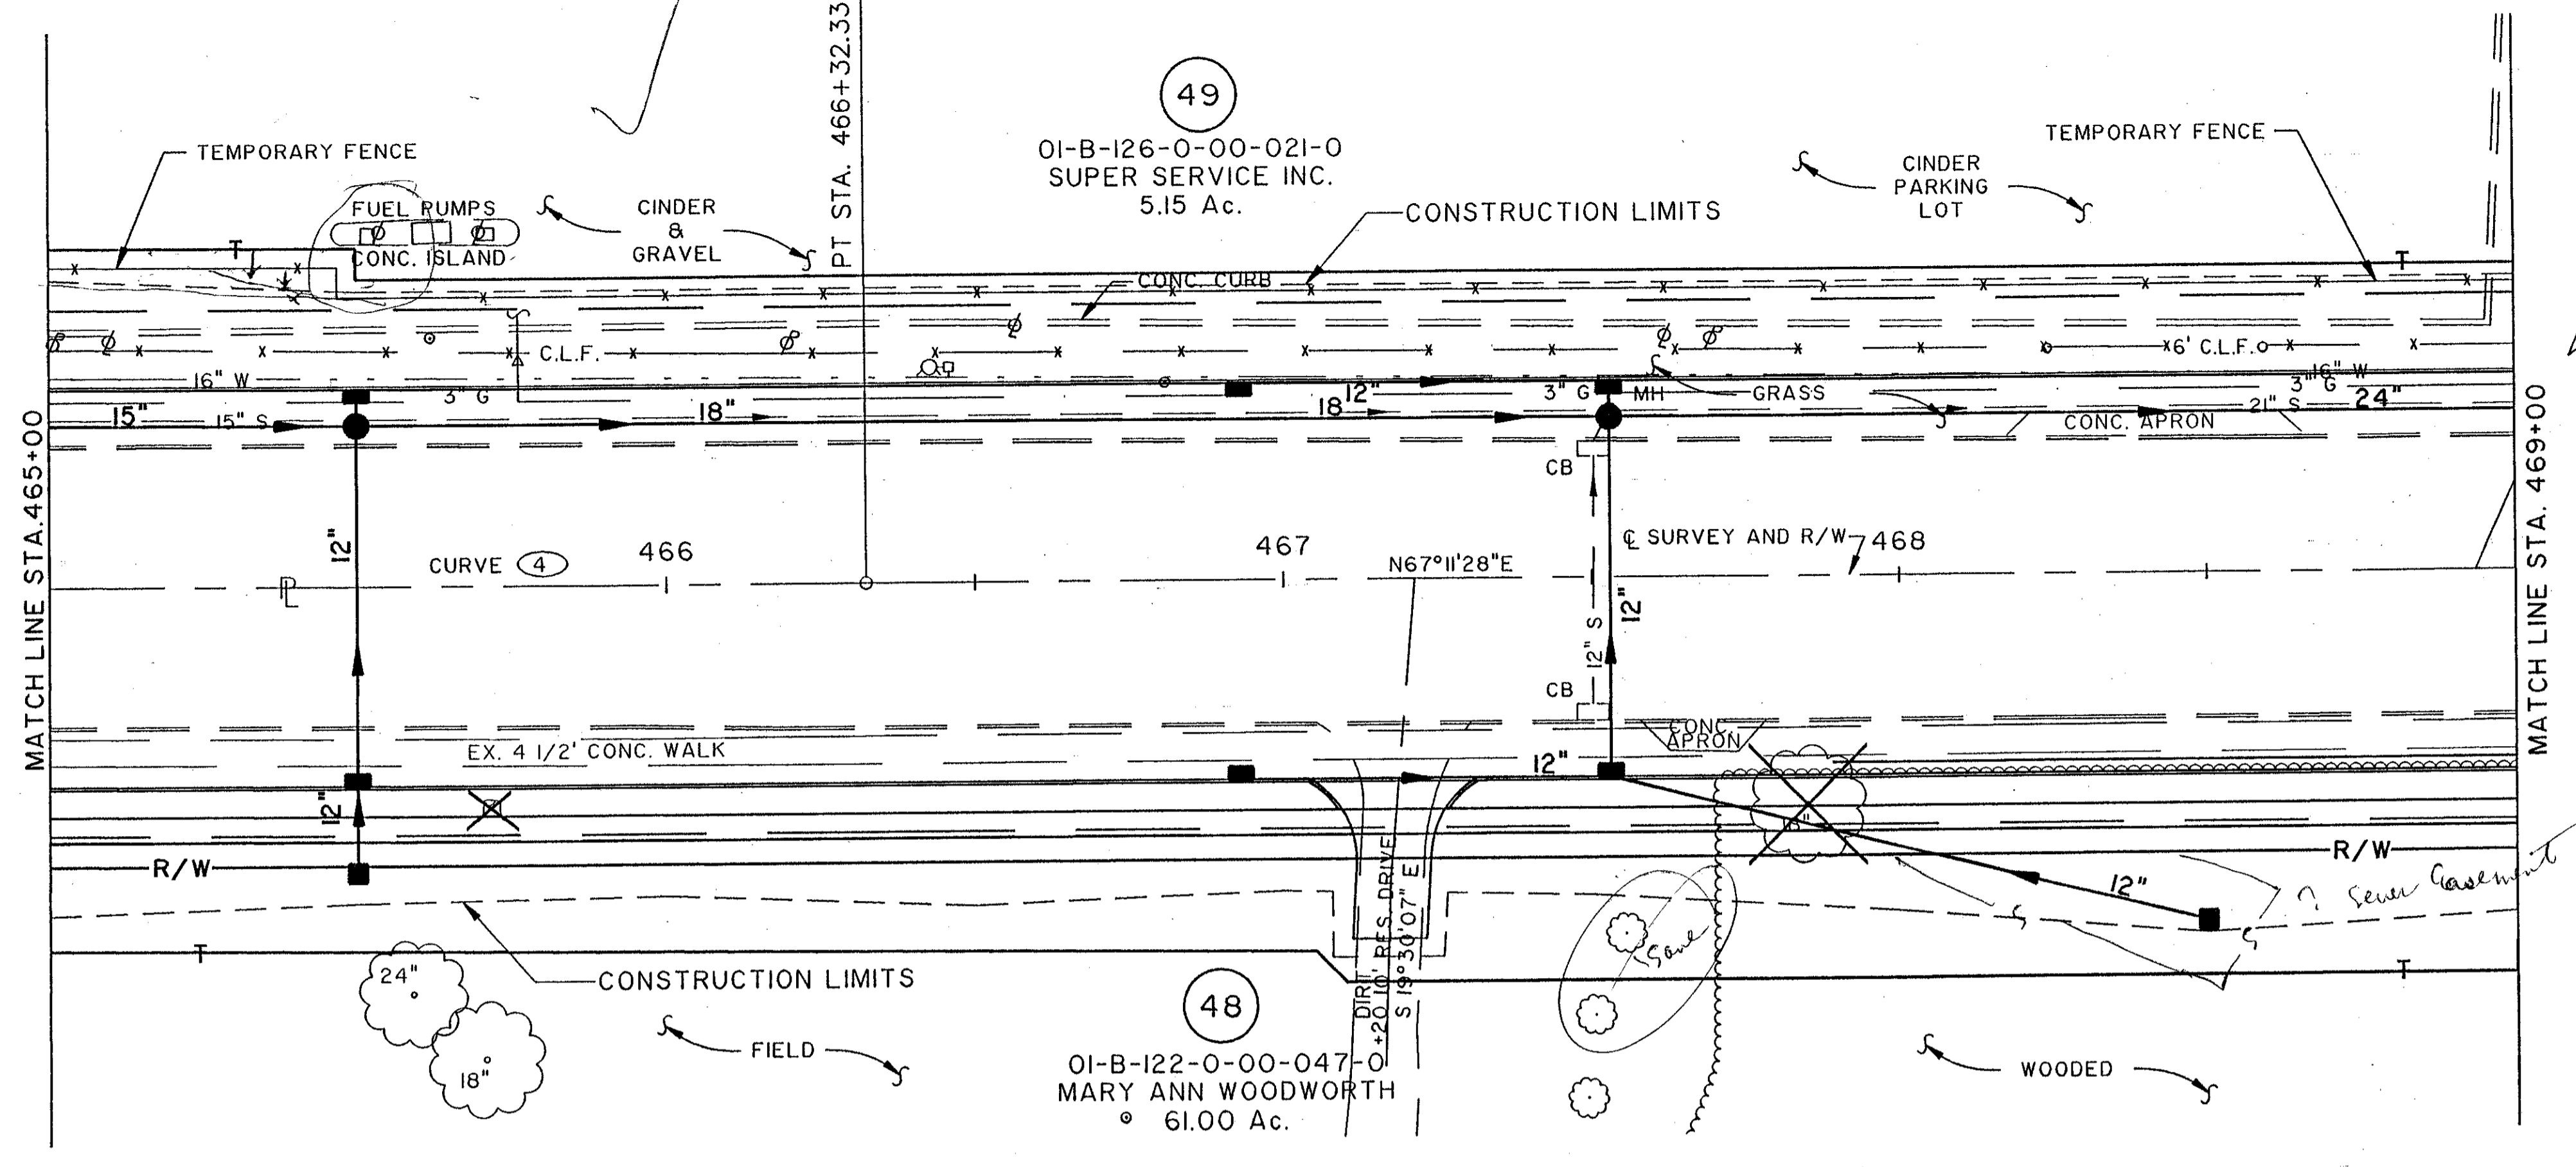 PT STA. 466+32.33
49
01-B-126-0-00-021-0
SUPER SERVICE INC.
5.15 Ac.
TEMPORARY FENCE
TEMPORARY FENCE
FUEL PUMPS
CONC. ISLAND
CINDER
&
GRAVEL
CINDER
PARKING
LOT
CONSTRUCTION LIMITS
T
T
CONC. CURB
C.L.F.
6' C.L.F.
16" W
3" G
12"
3" G
MH
GRASS
16" W
3" G
15"
15" S
18"
18"
21" S
24"
CONC. APRON
MATCH LINE STA. 465+00
MATCH LINE STA. 469+00
CB
12"
CURVE 4
466
467
N67°11'28"E
℄ SURVEY AND R/W
468
PL
12" S
12"
CB
EX. 4 1/2' CONC. WALK
CONC.
APRON
12"
12"
R/W
R/W
12"
Sewer Easement
Save
T
T
24"
18"
CONSTRUCTION LIMITS
DIRT
+20 10' RES. DRIVE
S 19°30'07" E
48
01-B-122-0-00-047-0
MARY ANN WOODWORTH
61.00 Ac.
FIELD
WOODED